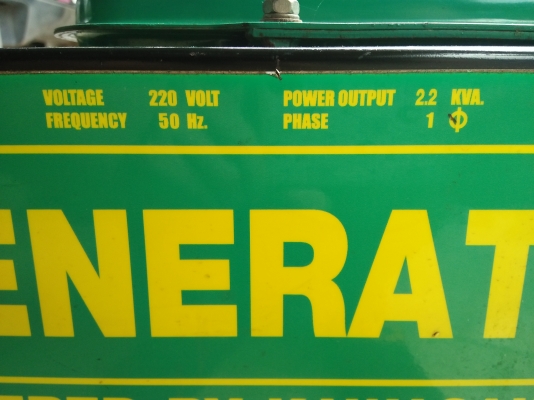 VOLTAGE 220 VOLT POWER OUTPUT 2.2 KVA.
FREQUENCY 50 Hz. PHASE 1 ϕ
ENERAT